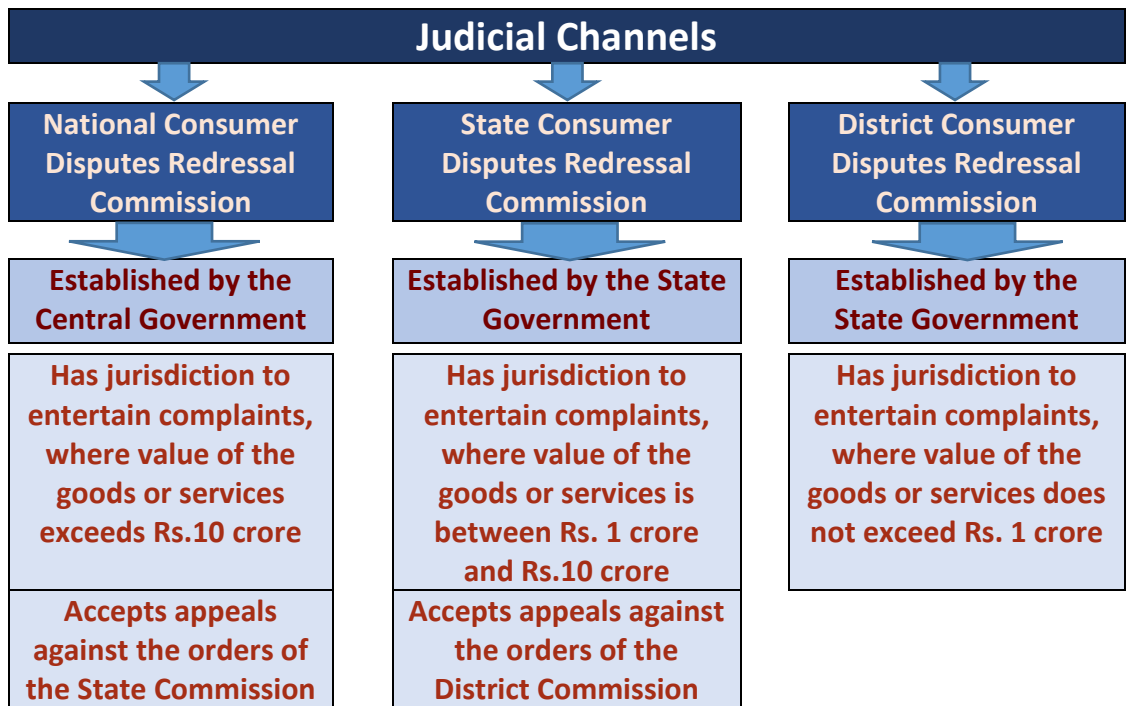 Judicial Channels
National Consumer
Disputes Redressal
Commission
Established by the
Central Government
Has jurisdiction to
entertain complaints,
where value of the
goods or services
exceeds Rs.10 crore
Accepts appeals
against the orders of
the State Commission
State Consumer
Disputes Redressal
Commission
Established by the State
Government
Has jurisdiction to
entertain complaints,
where value of the
goods or services is
between Rs. 1 crore
and Rs.10 crore
Accepts appeals against
the orders of the
District Commission
District Consumer
Disputes Redressal
Commission
Established by the
State Government
Has jurisdiction to
entertain complaints,
where value of the
goods or services does
not exceed Rs. 1 crore